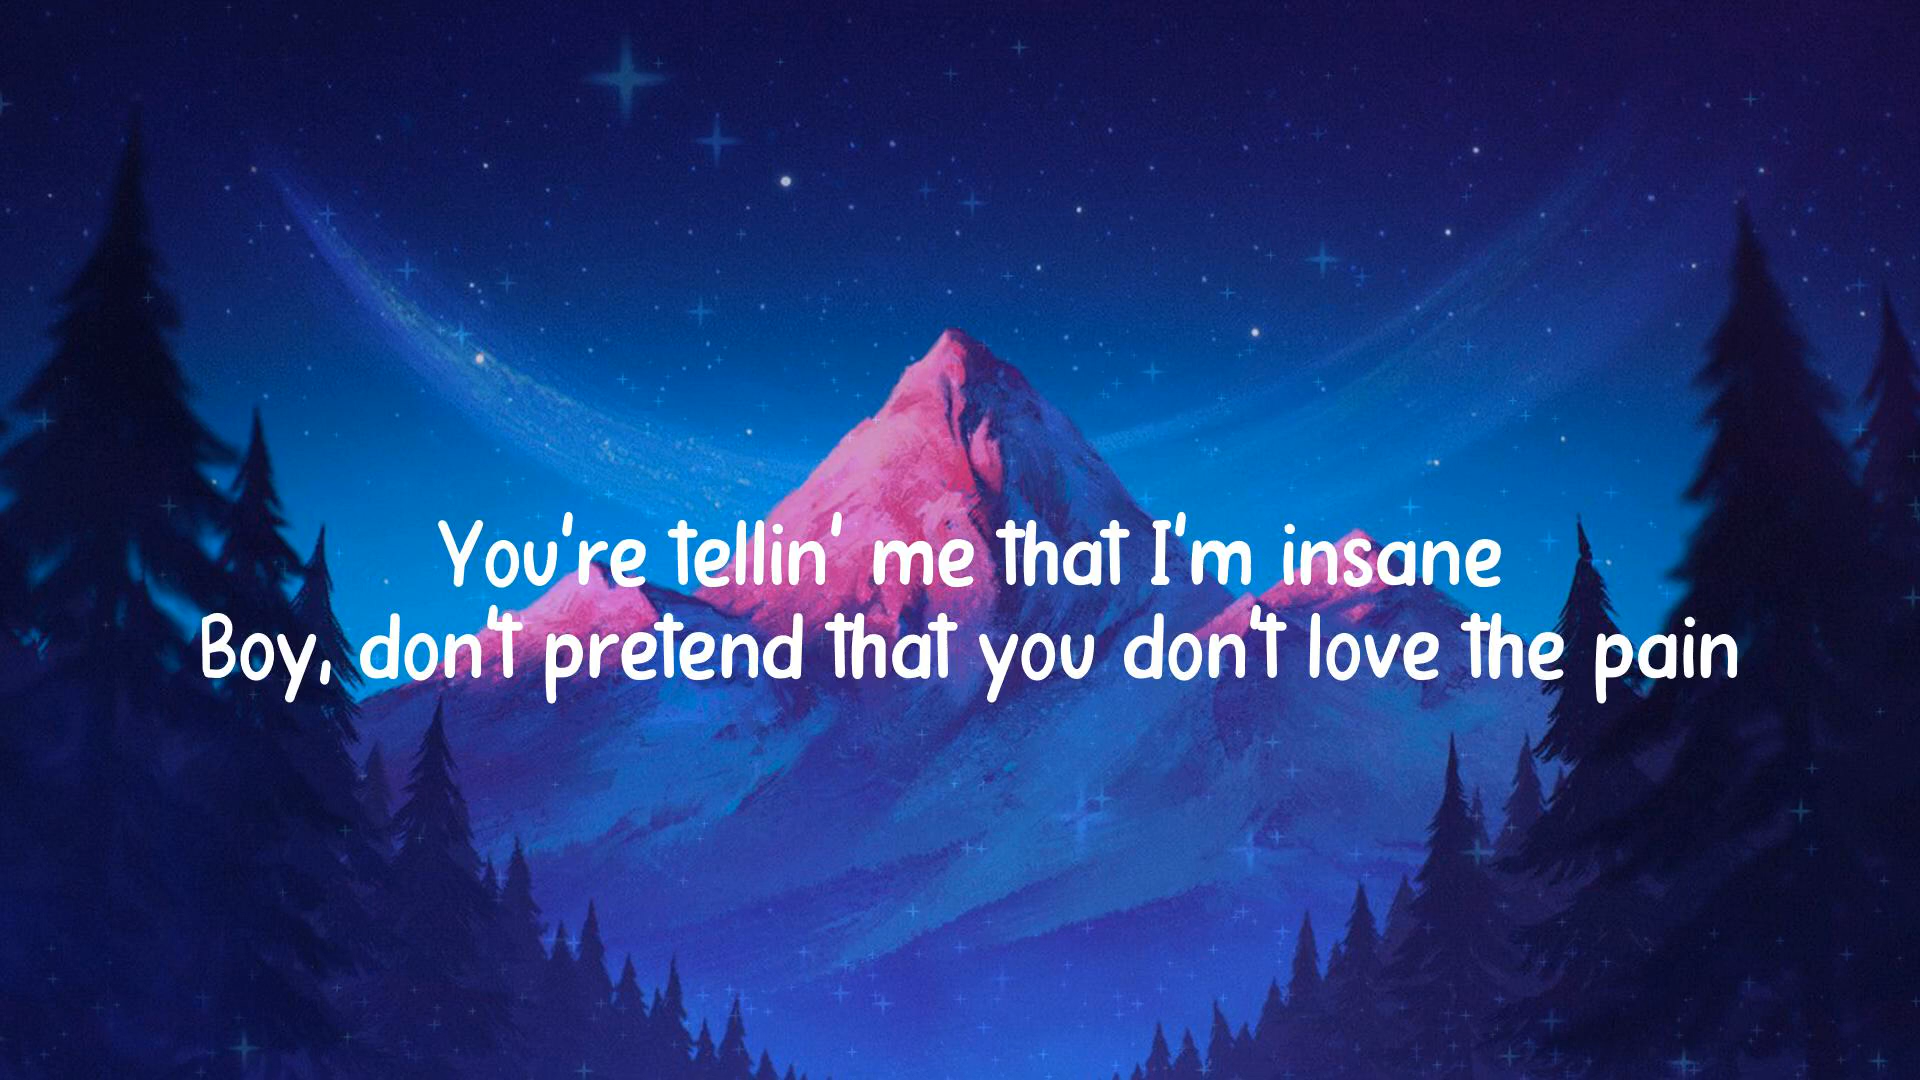 You're tellin' me that I'm insane
Boy, don't pretend that you don't love the pain